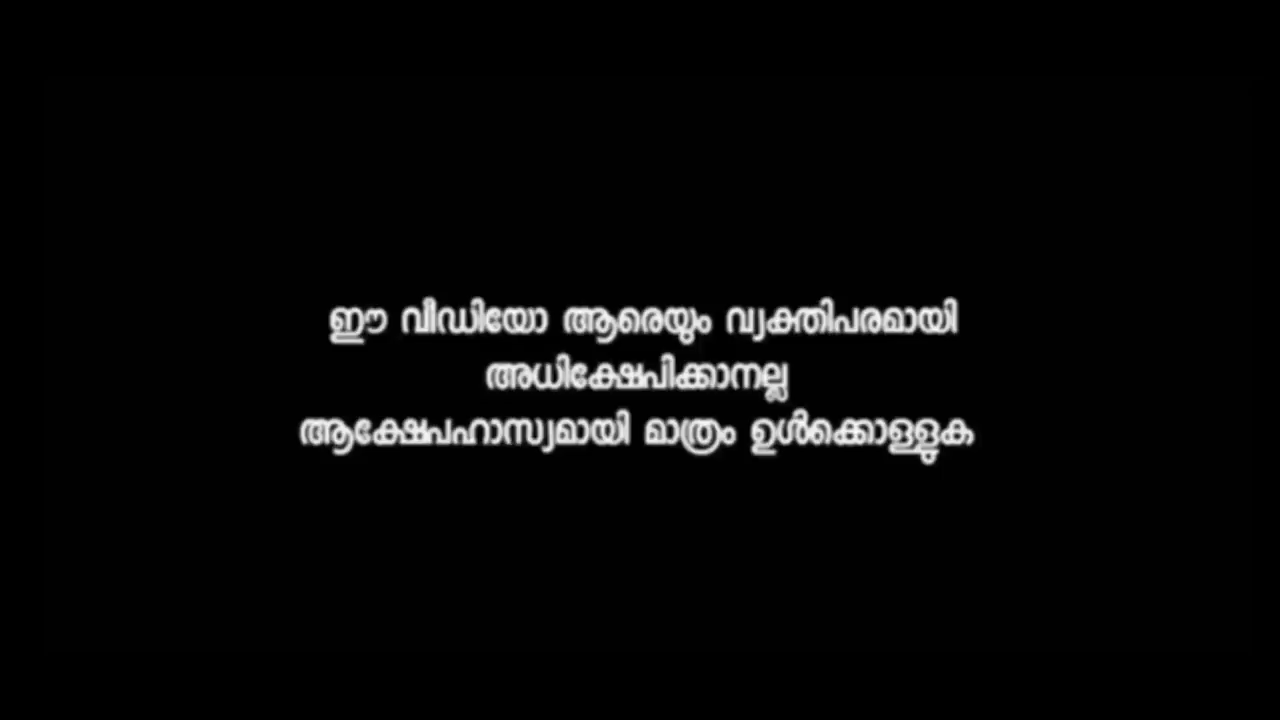 ഈ വീഡിയോ ആരെയും വ്യക്തിപരമായി
അധിക്ഷേപിക്കാനല്ല
ആക്ഷേപഹാസ്യമായി മാത്രം ഉൾക്കൊള്ളുക